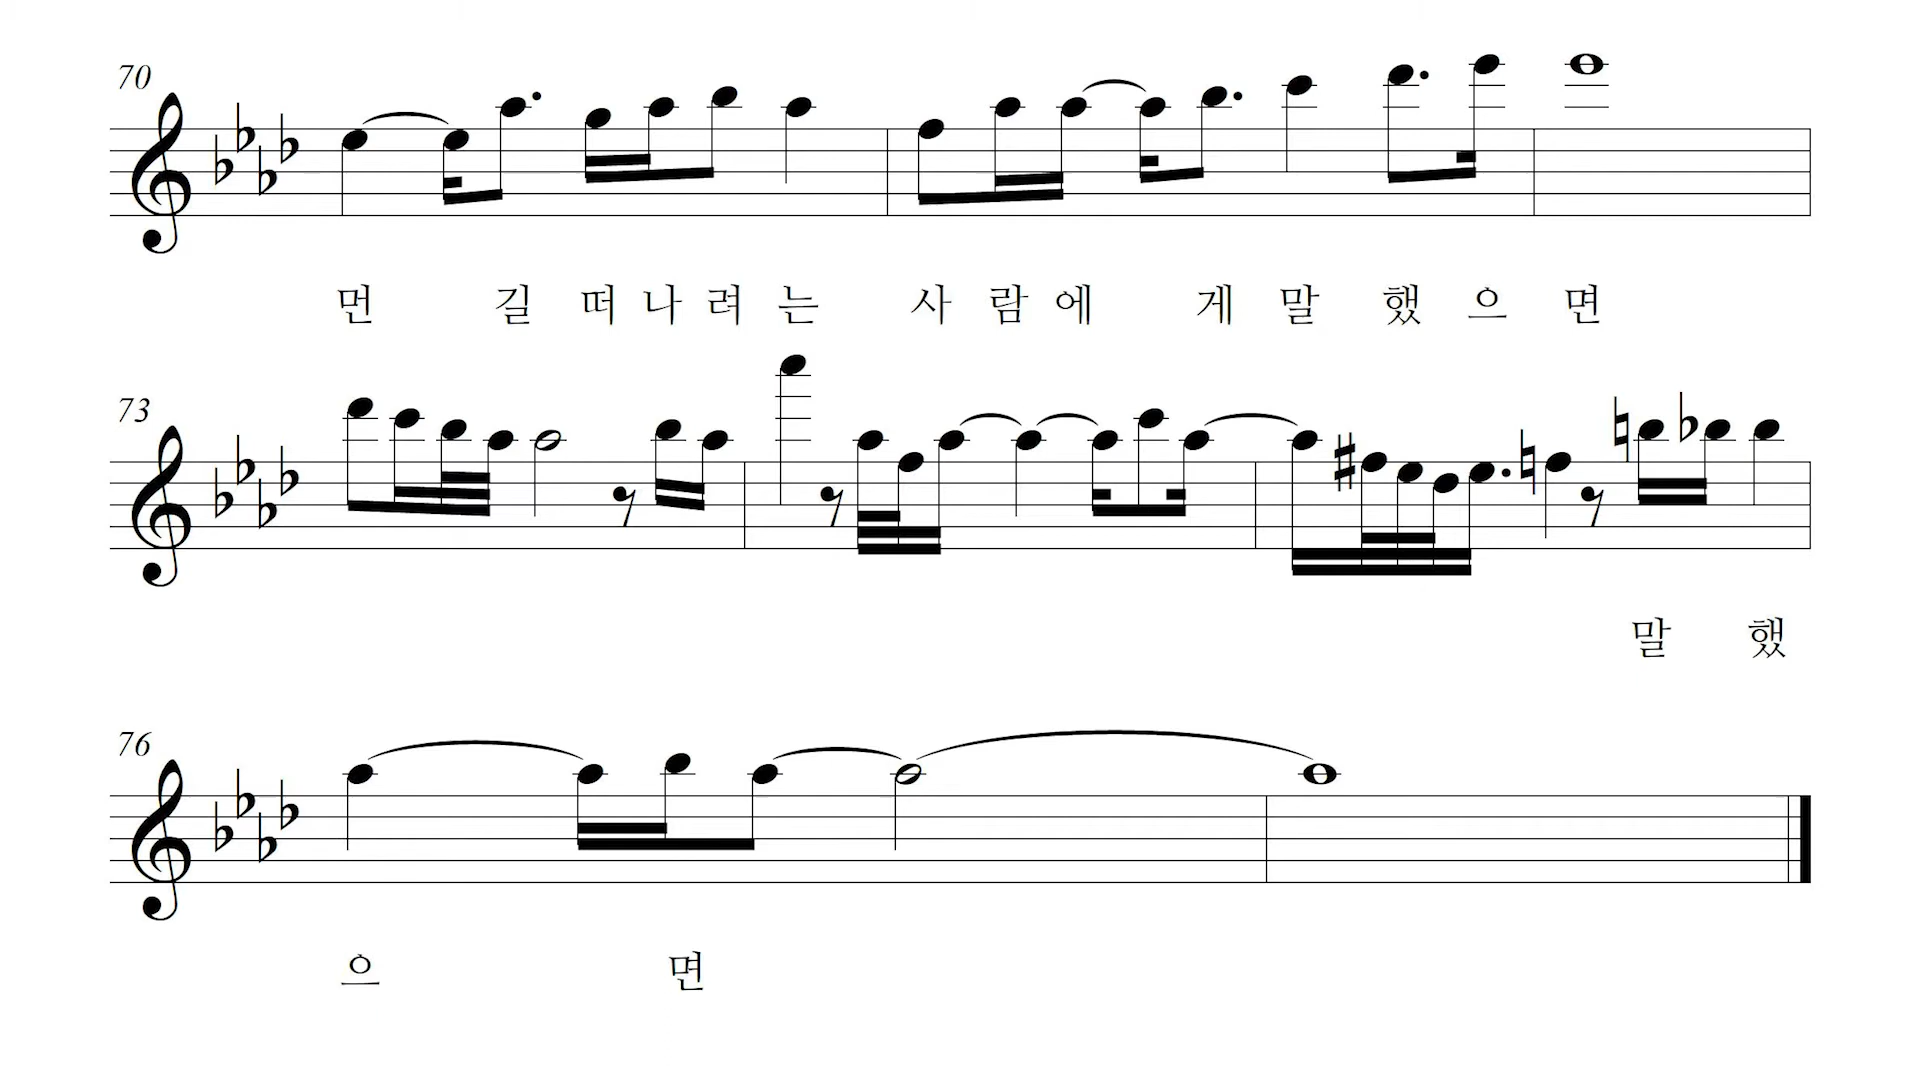 70
먼 길 떠 나 려 는 사 람 에 게 말 했 으 면
73
말 했
76
으 면